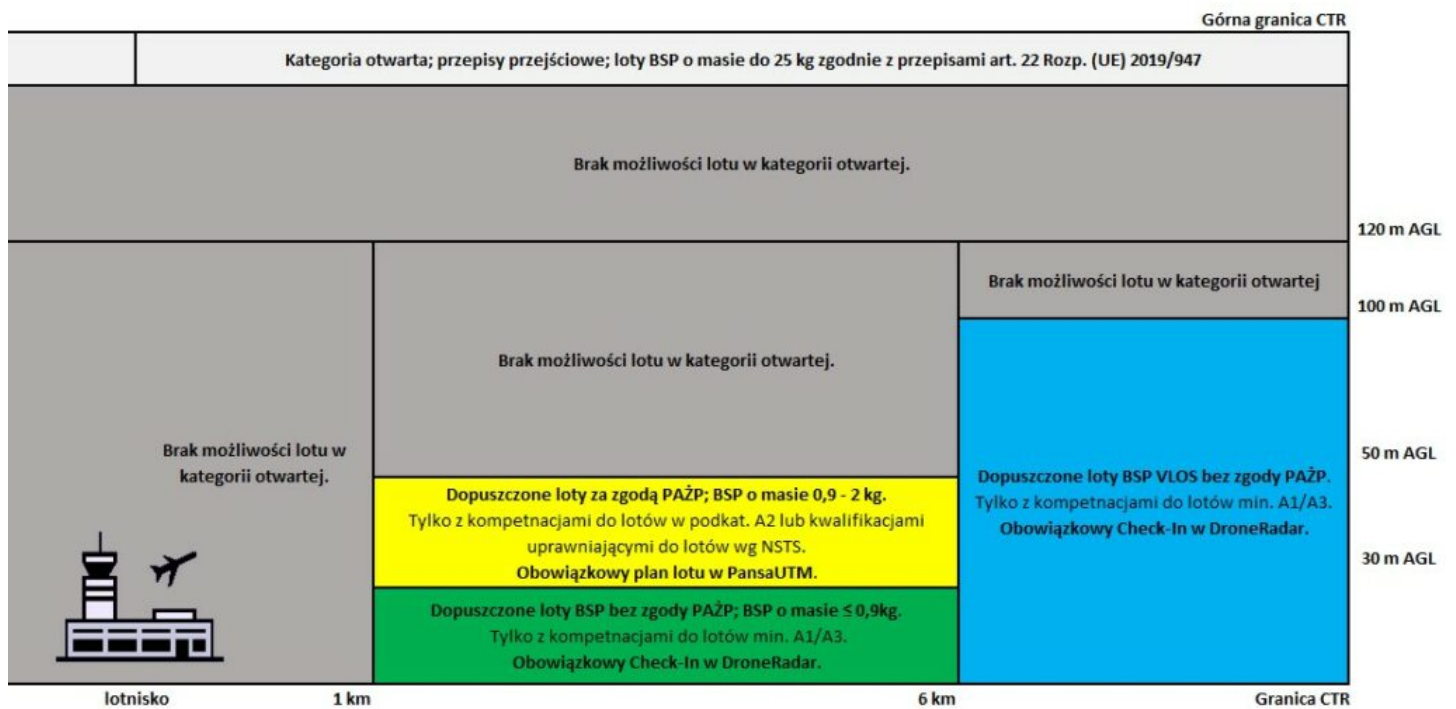 Górna granica CTR
Kategoria otwarta; przepisy przejściowe; loty BSP o masie do 25 kg zgodnie z przepisami art. 22 Rozp. (UE) 2019/947
Brak możliwości lotu w kategorii otwartej.
120 m AGL
Brak możliwości lotu w kategorii otwartej
100 m AGL
Brak możliwości lotu w kategorii otwartej.
Brak możliwości lotu w
kategorii otwartej.
50 m AGL
Dopuszczone loty BSP VLOS bez zgody PAŻP.
Tylko z kompetnacjami do lotów min. A1/A3.
Obowiązkowy Check-In w DroneRadar.
Dopuszczone loty za zgodą PAŻP; BSP o masie 0,9 - 2 kg.
Tylko z kompetnacjami do lotów w podkat. A2 lub kwalifikacjami
uprawniającymi do lotów wg NSTS.
Obowiązkowy plan lotu w PansaUTM.
30 m AGL
Dopuszczone loty BSP bez zgody PAŻP; BSP o masie ≤ 0,9kg.
Tylko z kompetnacjami do lotów min. A1/A3.
Obowiązkowy Check-In w DroneRadar.
lotnisko
1 km
6 km
Granica CTR